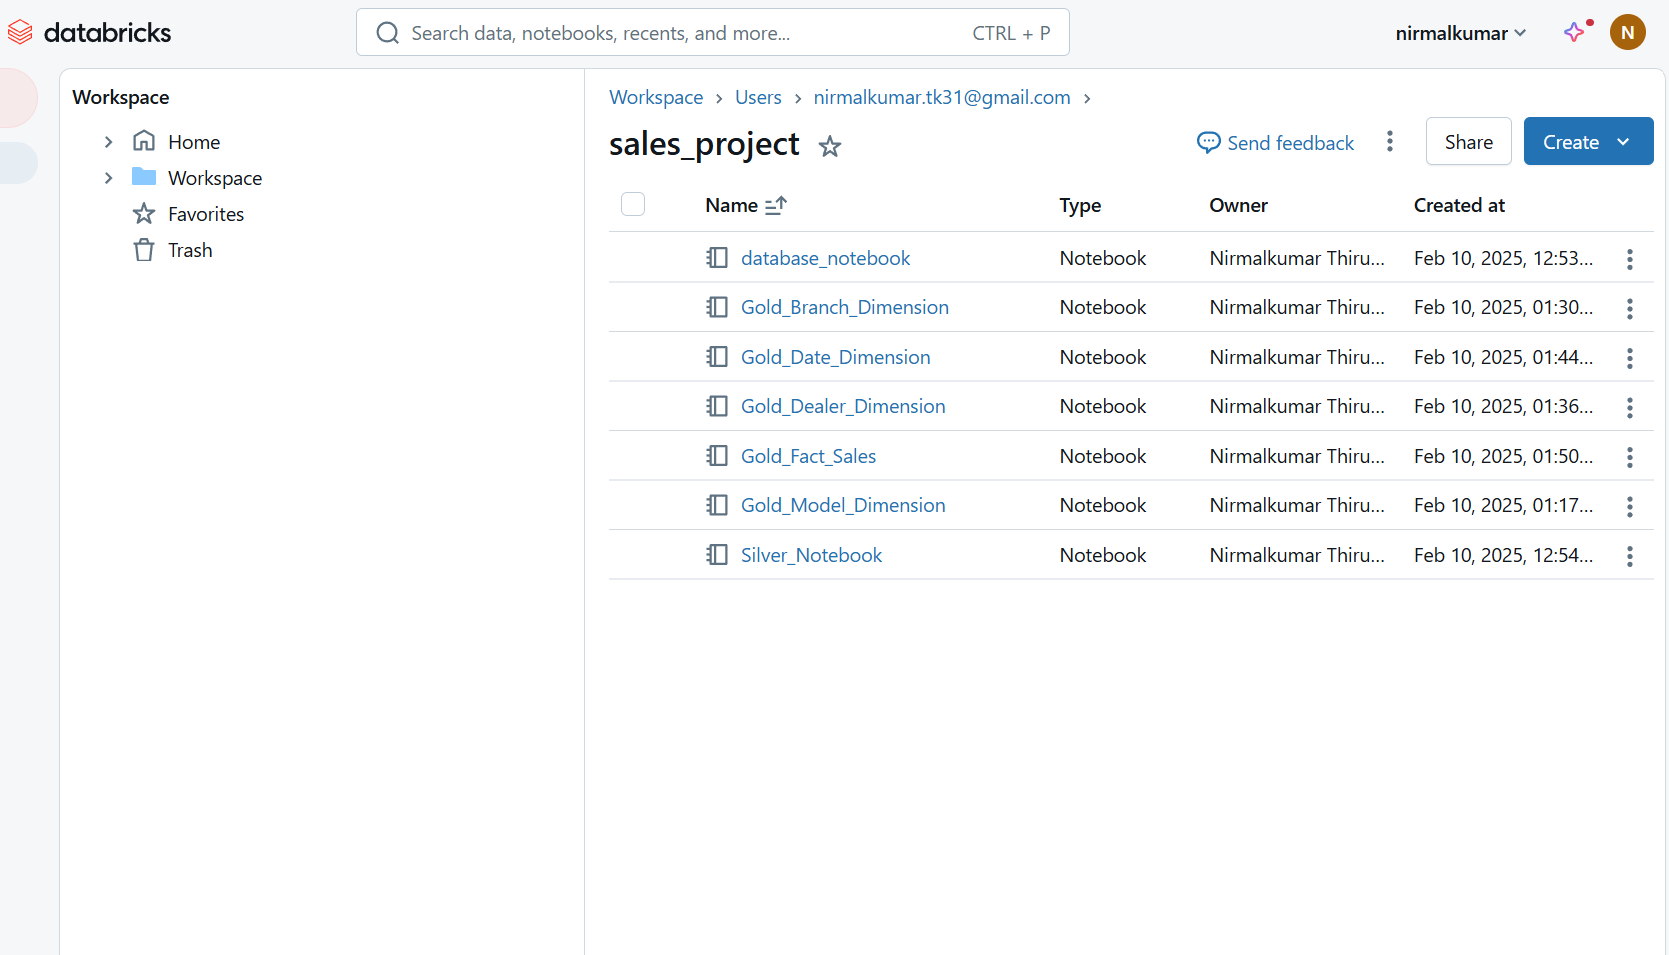 databricks
Search data, notebooks, recents, and more... CTRL + P
nirmalkumar
N
Workspace
Home
Workspace
Favorites
Trash
Workspace > Users > nirmalkumar.tk31@gmail.com >
sales_project
Send feedback
Share
Create
Name Type Owner Created at
database_notebook Notebook Nirmalkumar Thiru... Feb 10, 2025, 12:53...
Gold_Branch_Dimension Notebook Nirmalkumar Thiru... Feb 10, 2025, 01:30...
Gold_Date_Dimension Notebook Nirmalkumar Thiru... Feb 10, 2025, 01:44...
Gold_Dealer_Dimension Notebook Nirmalkumar Thiru... Feb 10, 2025, 01:36...
Gold_Fact_Sales Notebook Nirmalkumar Thiru... Feb 10, 2025, 01:50...
Gold_Model_Dimension Notebook Nirmalkumar Thiru... Feb 10, 2025, 01:17...
Silver_Notebook Notebook Nirmalkumar Thiru... Feb 10, 2025, 12:54...